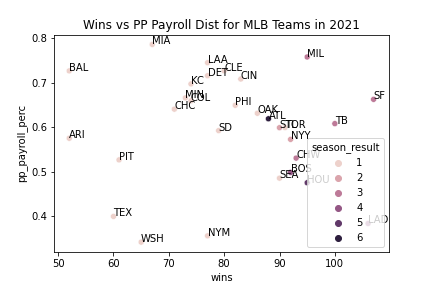 Wins vs PP Payroll Dist for MLB Teams in 2021
pp_payroll_perc
0.8
0.7
0.6
0.5
0.4
MIA
MIL
LAA
CLE
BAL
DET
CIN
KC
MIN
COL
SF
PHI
CHC
OAK
ATL
TB
STL
TOR
SD
ARI
NYY
PIT
CHW
BOS
SEA
HOU
TEX
LAD
NYM
WSH
season_result
1
2
3
4
5
6
50 60 70 80 90 100
wins